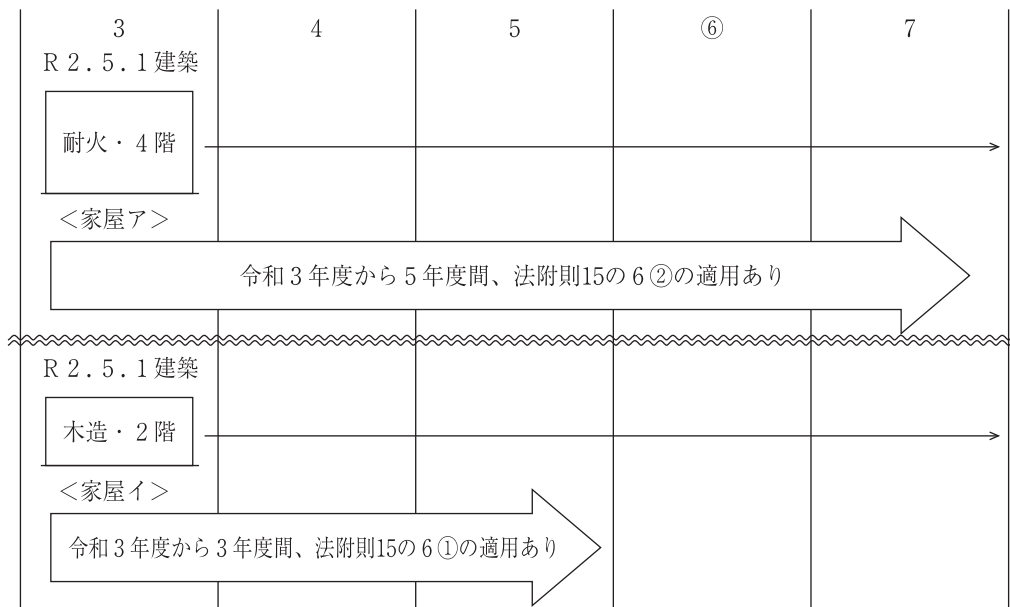 3 4 5 ⑥ 7
R2.5.1建築
耐火・4階
<家屋ア>
令和3年度から5年度間、法附則15の6②の適用あり
R2.5.1建築
木造・2階
<家屋イ>
令和3年度から3年度間、法附則15の6①の適用あり